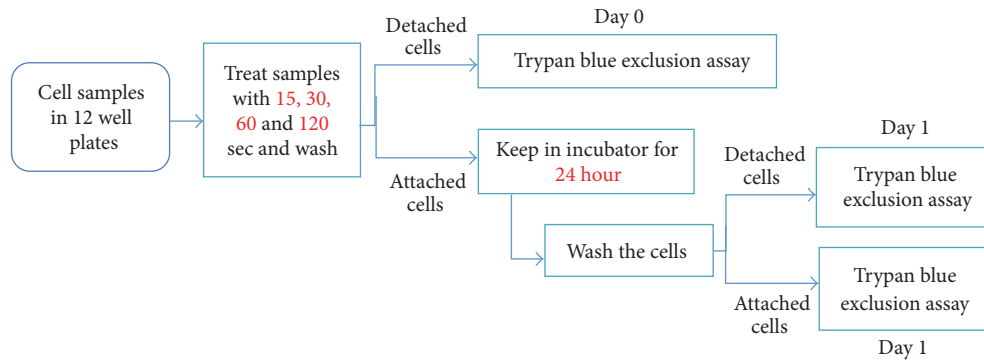 Cell samples
in 12 well
plates
Treat samples
with 15, 30,
60 and 120
sec and wash
Detached
cells
Day 0
Trypan blue exclusion assay
Attached
cells
Keep in incubator for
24 hour
Wash the cells
Detached
cells
Day 1
Trypan blue
exclusion assay
Attached
cells
Trypan blue
exclusion assay
Day 1